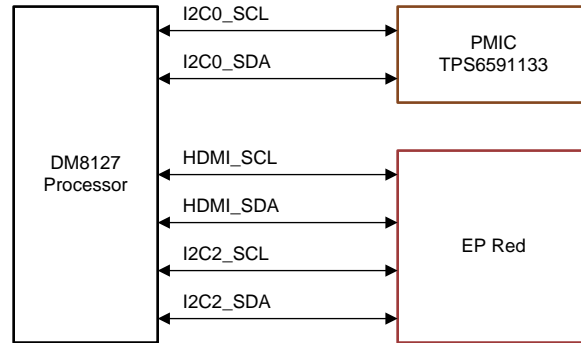 I2C0_SCL
I2C0_SDA
PMIC
TPS6591133
DM8127
Processor
HDMI_SCL
HDMI_SDA
I2C2_SCL
I2C2_SDA
EP Red